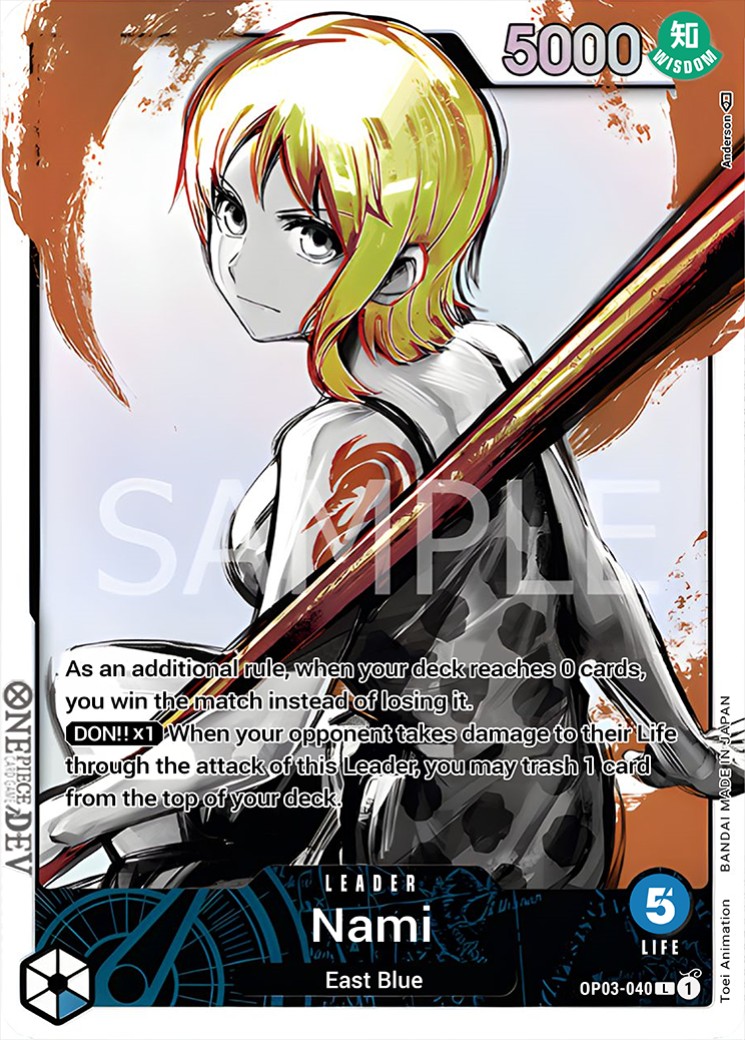 5000
知
WISDOM
Anderson
SAMPLE
As an additional rule, when your deck reaches 0 cards,
you win the match instead of losing it.
DON!! x1 When your opponent takes damage to their Life
through the attack of this Leader, you may trash 1 card
from the top of your deck.
ONE PIECE
CARD GAME
DEV
BANDAI MADE IN JAPAN
Toei Animation
LEADER
Nami
East Blue
5
LIFE
OP03-040 L 1